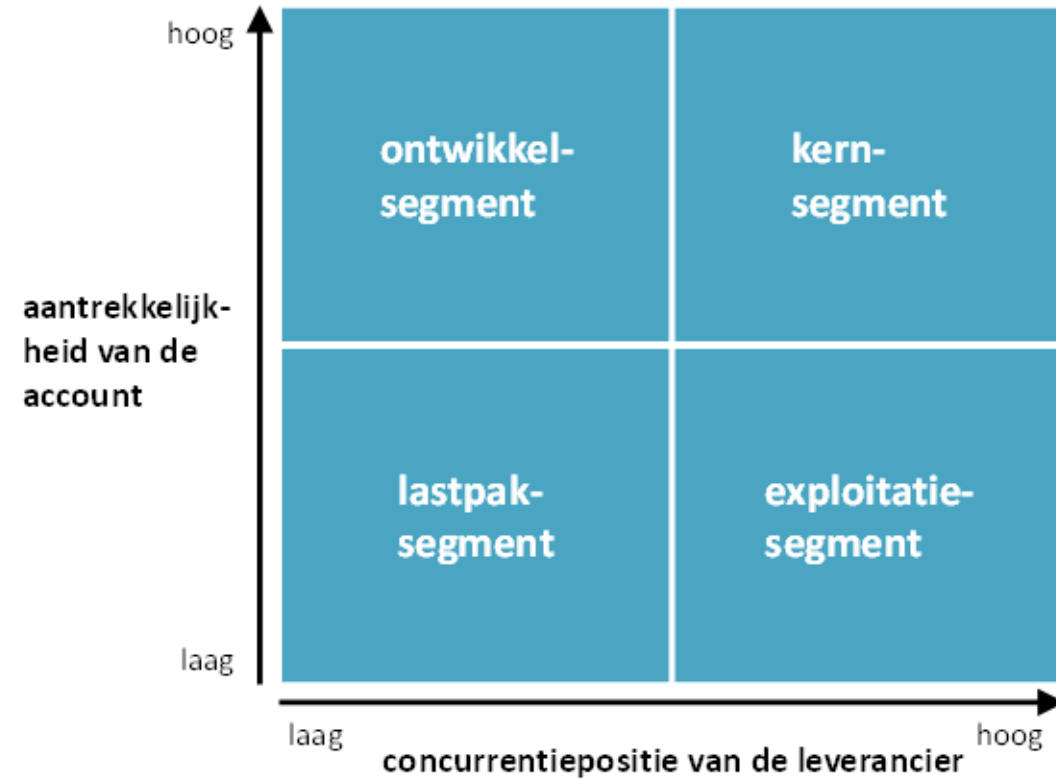 hoog
ontwikkel-
segment
kern-
segment
aantrekkelijk-
heid van de
account
lastpak-
segment
exploitatie-
segment
laag
laag
hoog
concurrentiepositie van de leverancier